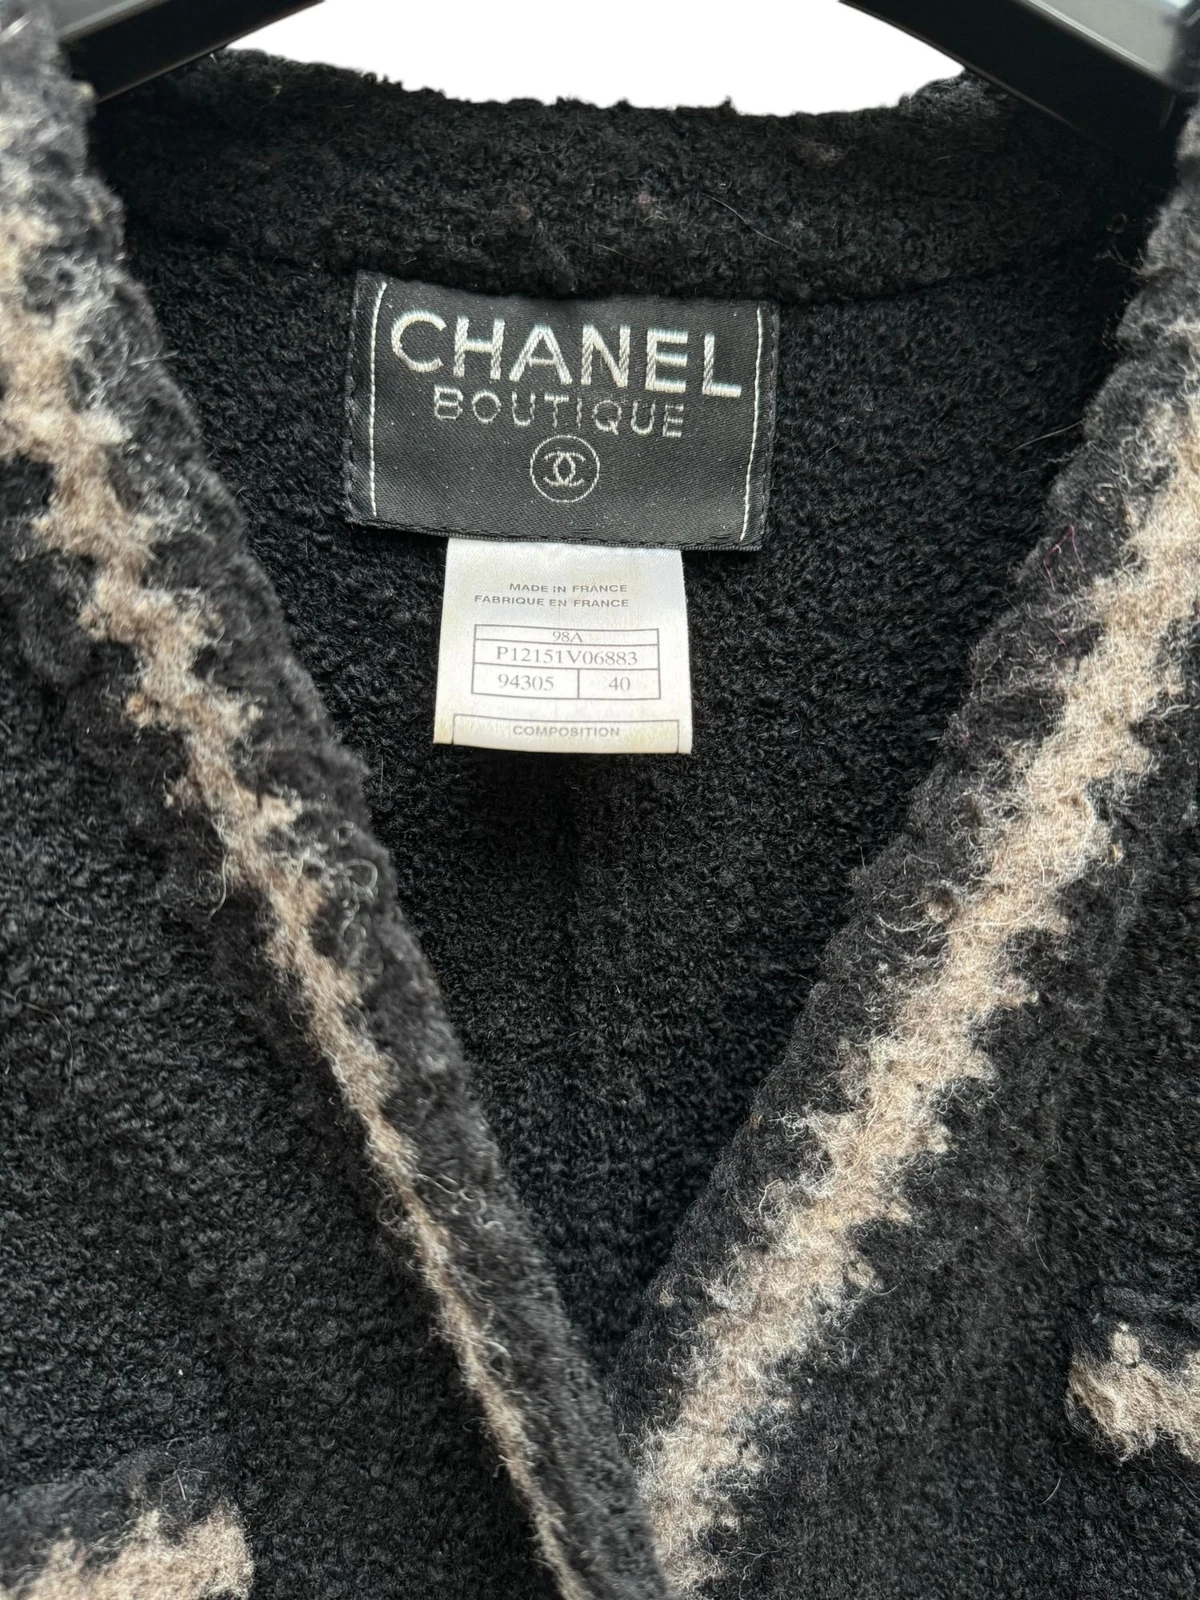 CHANEL
BOUTIQUE
MADE IN FRANCE
FABRIQUE EN FRANCE
98A
P12151V06883
94305 40
COMPOSITION